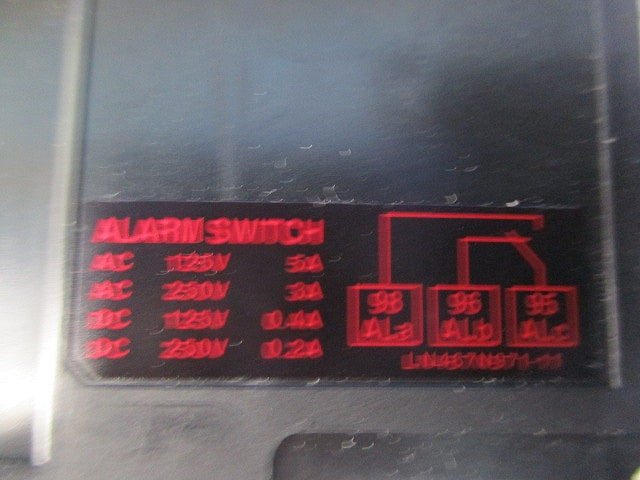 ALARM SWITCH
AC 125V 5A
AC 250V 3A
DC 125V 0.4A
DC 250V 0.2A
98 96 95
ALa ALb ALc